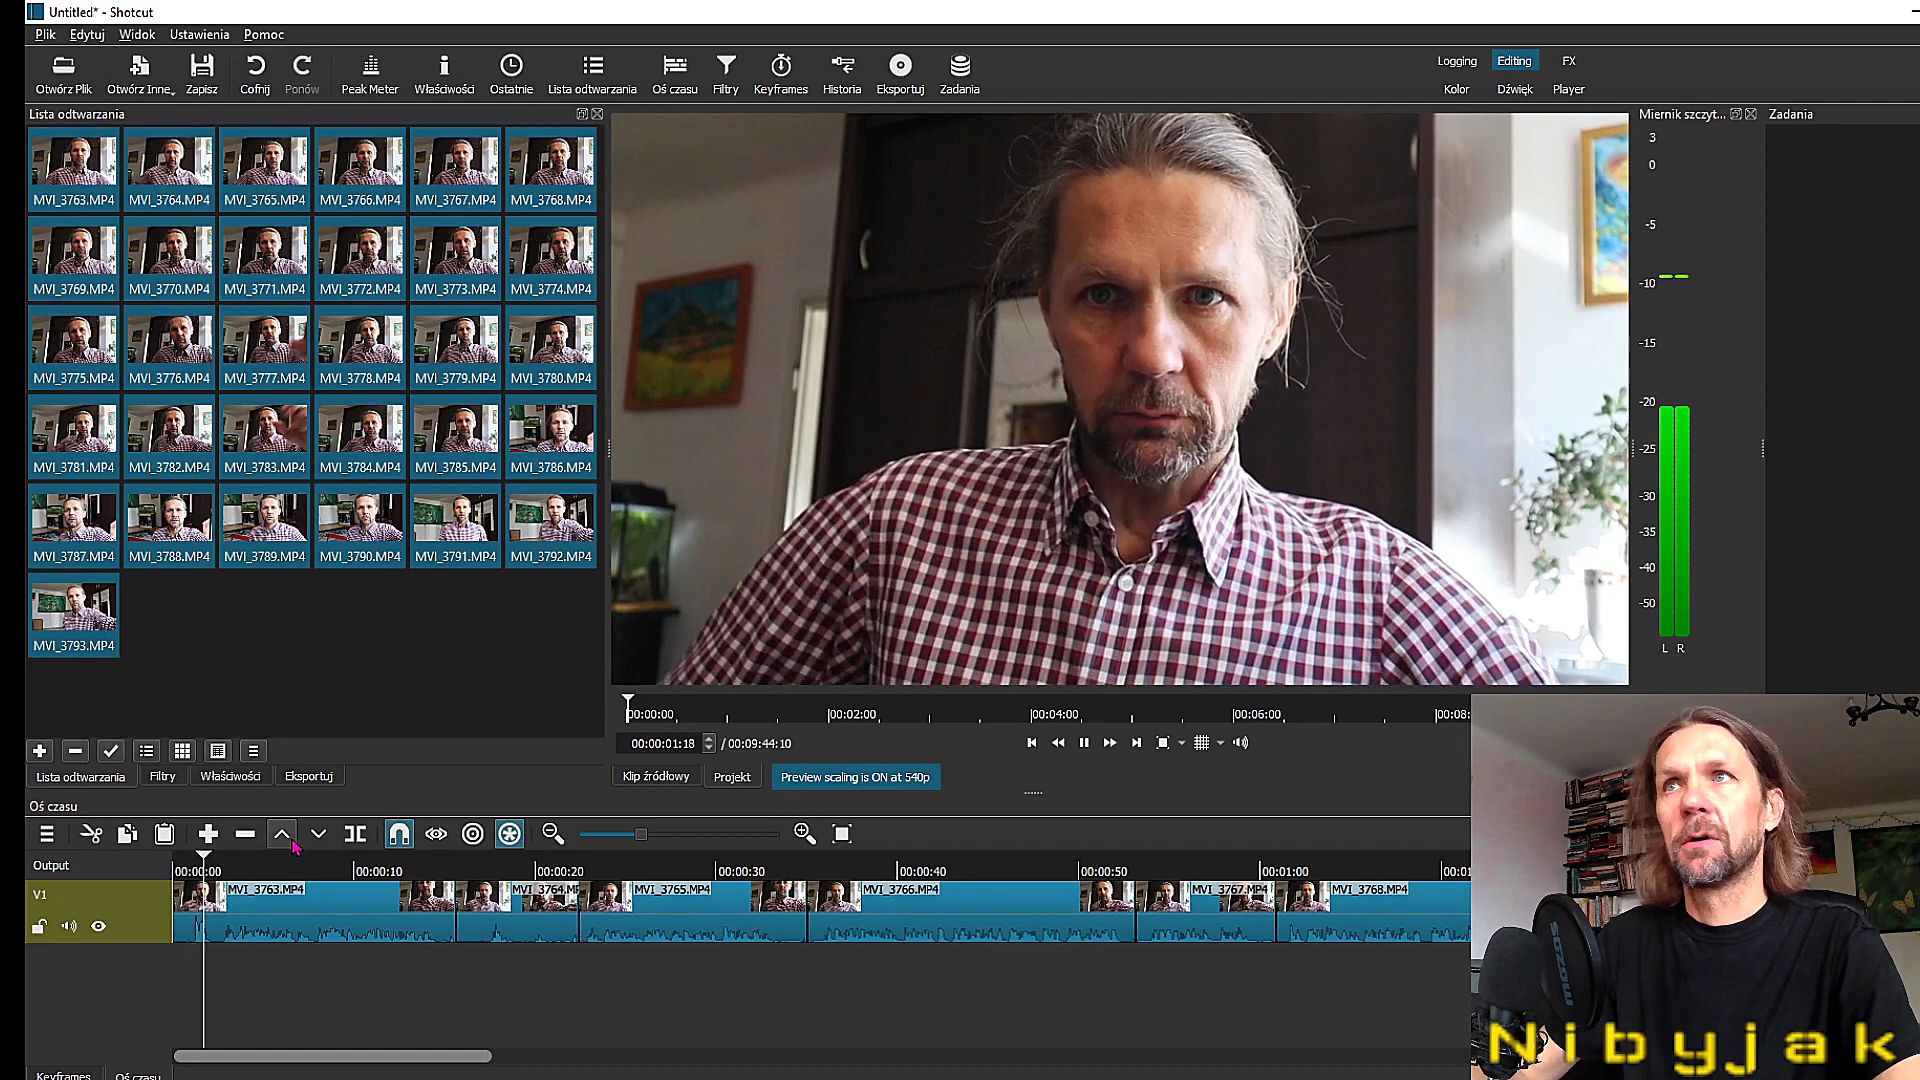 Untitled* - Shotcut
Plik Edytuj Widok Ustawienia Pomoc
Otwórz Plik Otwórz Inne Zapisz Cofnij Ponów Peak Meter Właściwości Ostatnie Lista odtwarzania Oś czasu Filtry Keyframes Historia Eksportuj Zadania
Logging Editing FX
Kolor Dźwięk Player
Lista odtwarzania
Miernik szczyt...
Zadania
MVI_3763.MP4 MVI_3764.MP4 MVI_3765.MP4 MVI_3766.MP4 MVI_3767.MP4 MVI_3768.MP4
MVI_3769.MP4 MVI_3770.MP4 MVI_3771.MP4 MVI_3772.MP4 MVI_3773.MP4 MVI_3774.MP4
MVI_3775.MP4 MVI_3776.MP4 MVI_3777.MP4 MVI_3778.MP4 MVI_3779.MP4 MVI_3780.MP4
MVI_3781.MP4 MVI_3782.MP4 MVI_3783.MP4 MVI_3784.MP4 MVI_3785.MP4 MVI_3786.MP4
MVI_3787.MP4 MVI_3788.MP4 MVI_3789.MP4 MVI_3790.MP4 MVI_3791.MP4 MVI_3792.MP4
MVI_3793.MP4
3
0
-5
-10
-15
-20
-25
-30
-35
-40
-50
L R
00:00:00 00:02:00 00:04:00 00:06:00 00:08:
00:00:01:18 / 00:09:44:10
Lista odtwarzania Filtry Właściwości Eksportuj
Klip źródłowy Projekt Preview scaling is ON at 540p
Oś czasu
Output
00:00:00 00:00:10 00:00:20 00:00:30 00:00:40 00:00:50 00:01:00 00:01
V1
MVI_3763.MP4 MVI_3764.MP4 MVI_3765.MP4 MVI_3766.MP4 MVI_3767.MP4 MVI_3768.MP4
SOZAW
Nibyjak
Keyframes Oś czasu